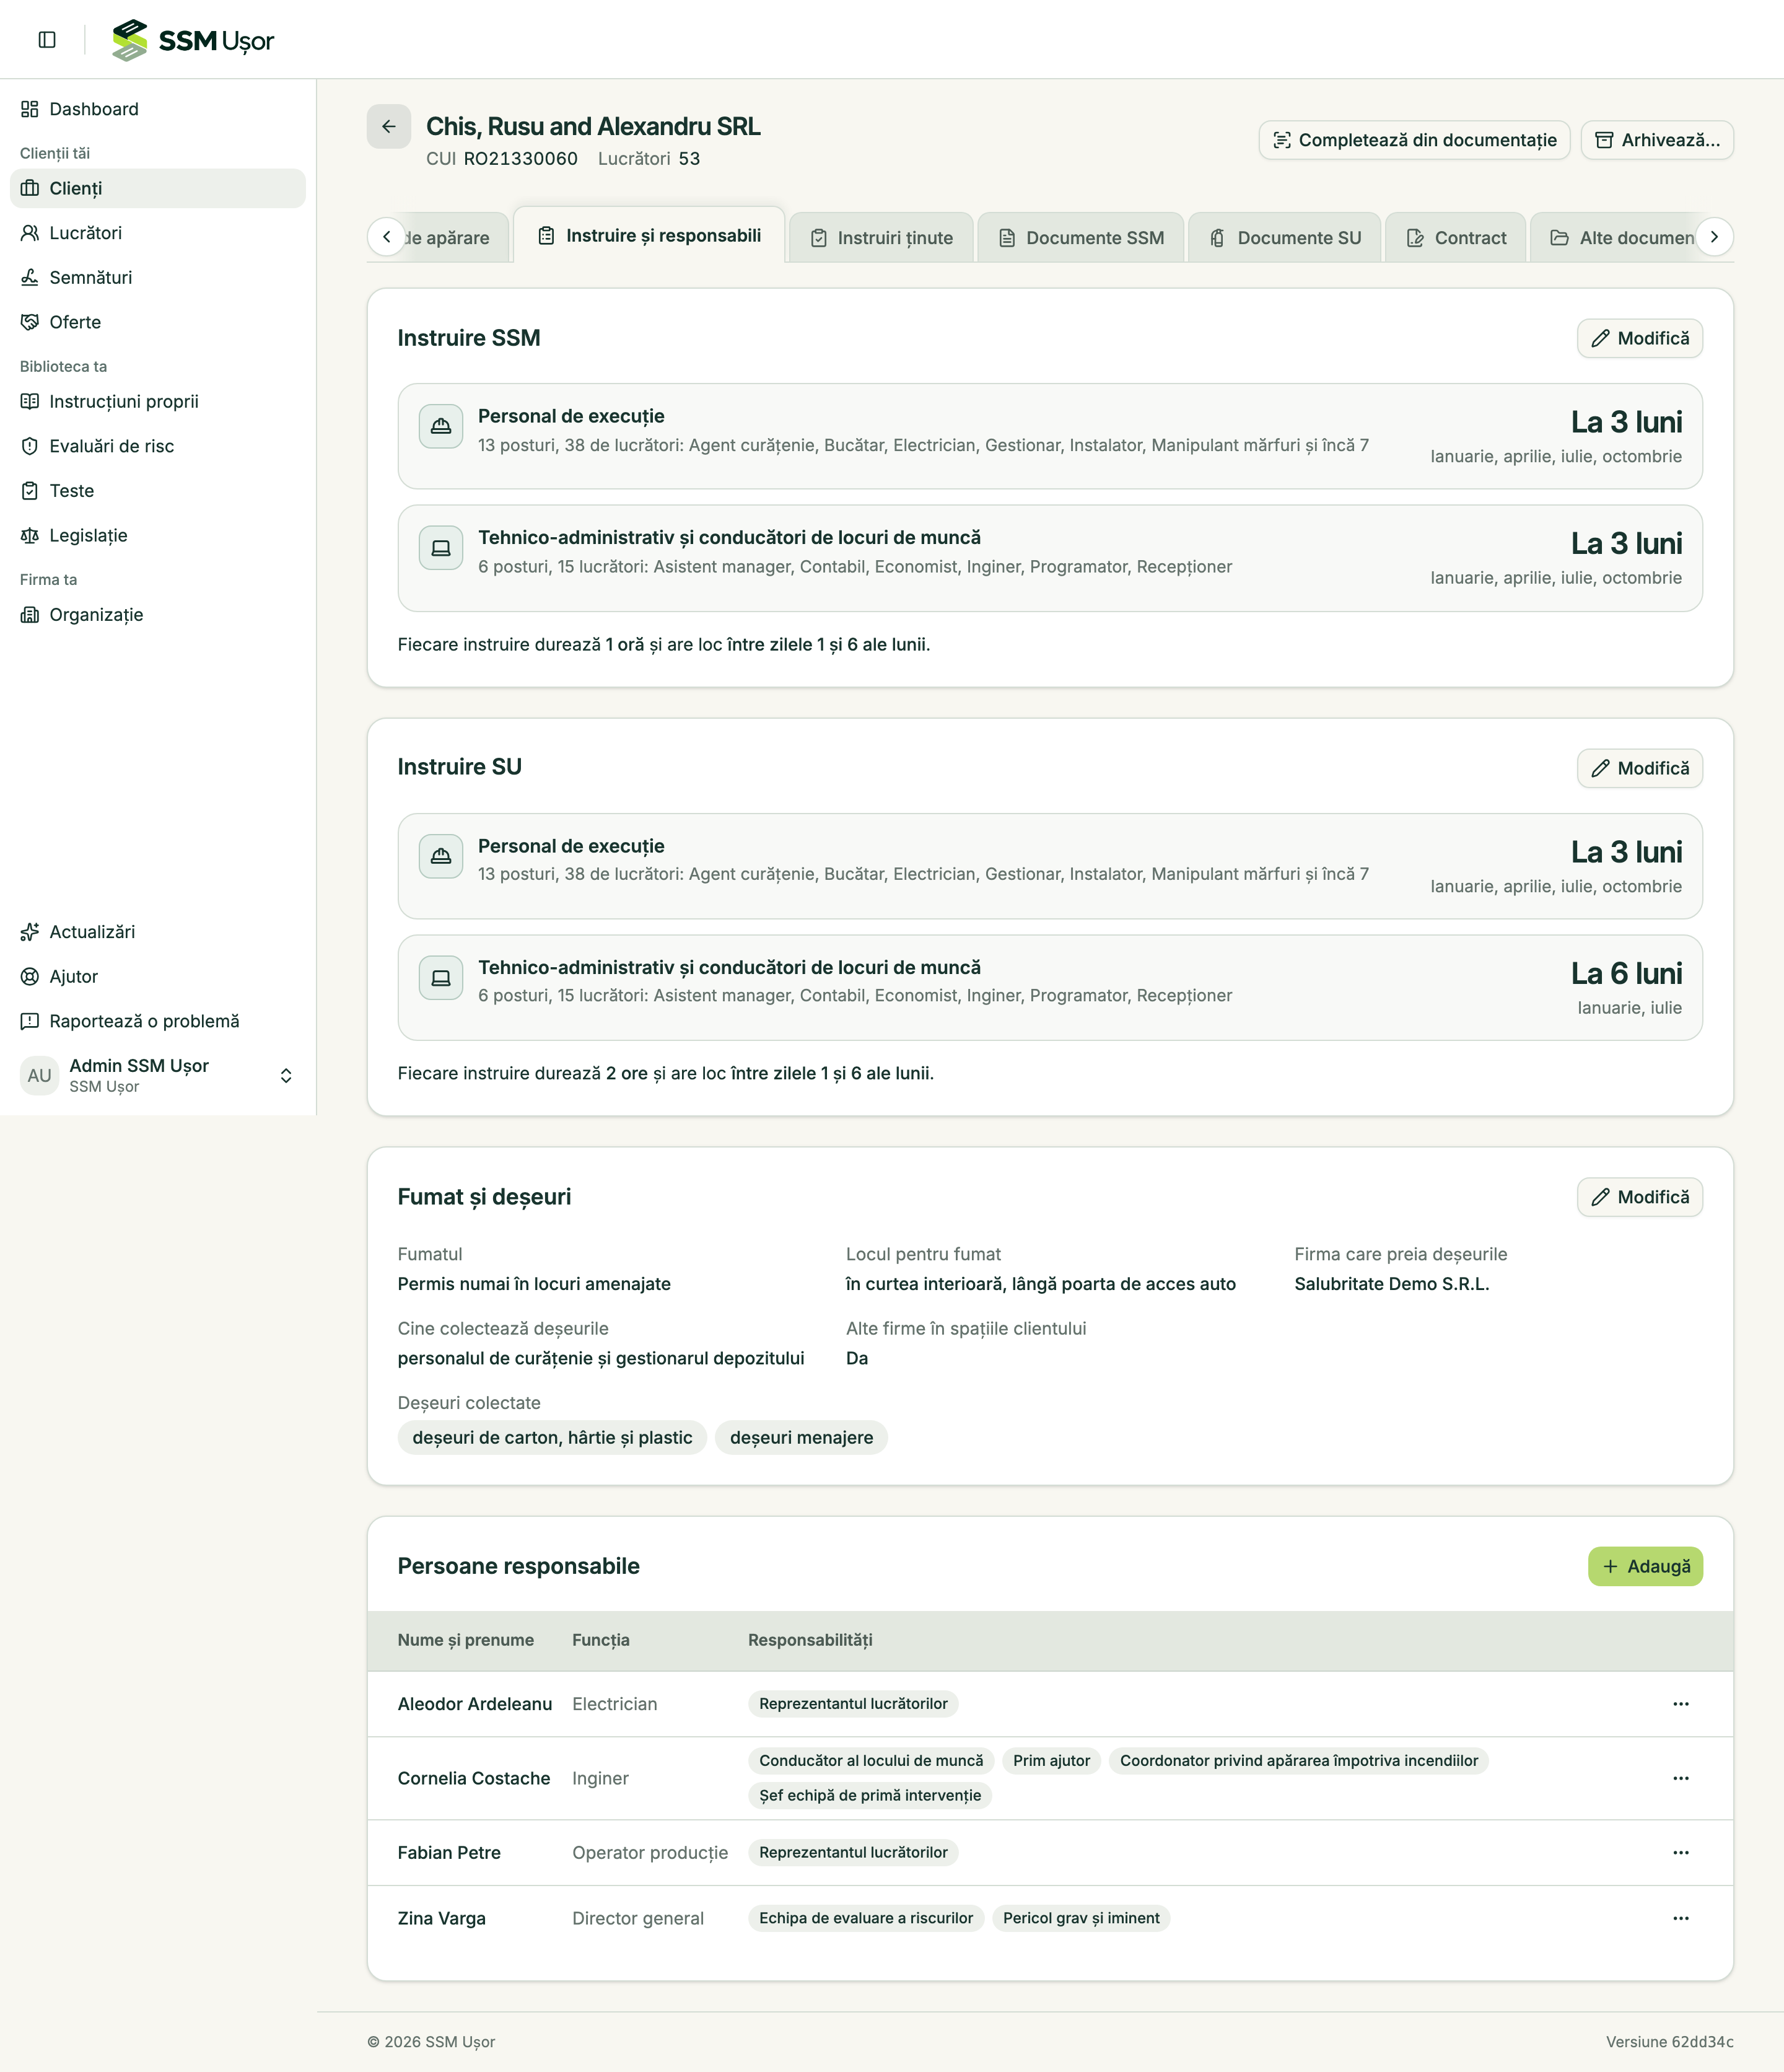 SSM Ușor
Dashboard
Clienții tăi
Clienți
Lucrători
Semnături
Oferte
Biblioteca ta
Instrucțiuni proprii
Evaluări de risc
Teste
Legislație
Firma ta
Organizație
Actualizări
Ajutor
Raportează o problemă
AU
Admin SSM Ușor
SSM Ușor
Chis, Rusu and Alexandru SRL
CUI RO21330060 Lucrători 53
Completează din documentație
Arhivează...
de apărare
Instruire și responsabili
Instruiri ținute
Documente SSM
Documente SU
Contract
Alte documen
Instruire SSM
Modifică
Personal de execuție
13 posturi, 38 de lucrători: Agent curățenie, Bucătar, Electrician, Gestionar, Instalator, Manipulant mărfuri și încă 7
La 3 luni
Ianuarie, aprilie, iulie, octombrie
Tehnico-administrativ și conducători de locuri de muncă
6 posturi, 15 lucrători: Asistent manager, Contabil, Economist, Inginer, Programator, Recepționer
La 3 luni
Ianuarie, aprilie, iulie, octombrie
Fiecare instruire durează 1 oră și are loc între zilele 1 și 6 ale lunii.
Instruire SU
Modifică
Personal de execuție
13 posturi, 38 de lucrători: Agent curățenie, Bucătar, Electrician, Gestionar, Instalator, Manipulant mărfuri și încă 7
La 3 luni
Ianuarie, aprilie, iulie, octombrie
Tehnico-administrativ și conducători de locuri de muncă
6 posturi, 15 lucrători: Asistent manager, Contabil, Economist, Inginer, Programator, Recepționer
La 6 luni
Ianuarie, iulie
Fiecare instruire durează 2 ore și are loc între zilele 1 și 6 ale lunii.
Fumat și deșeuri
Modifică
Fumatul
Permis numai în locuri amenajate
Locul pentru fumat
în curtea interioară, lângă poarta de acces auto
Firma care preia deșeurile
Salubritate Demo S.R.L.
Cine colectează deșeurile
personalul de curățenie și gestionarul depozitului
Alte firme în spațiile clientului
Da
Deșeuri colectate
deșeuri de carton, hârtie și plastic
deșeuri menajere
Persoane responsabile
Adaugă
Nume și prenume Funcția Responsabilități
Aleodor Ardeleanu Electrician Reprezentantul lucrătorilor
Cornelia Costache Inginer Conducător al locului de muncă Prim ajutor Coordonator privind apărarea împotriva incendiilor
Șef echipă de primă intervenție
Fabian Petre Operator producție Reprezentantul lucrătorilor
Zina Varga Director general Echipa de evaluare a riscurilor Pericol grav și iminent
© 2026 SSM Ușor
Versiune 62dd34c